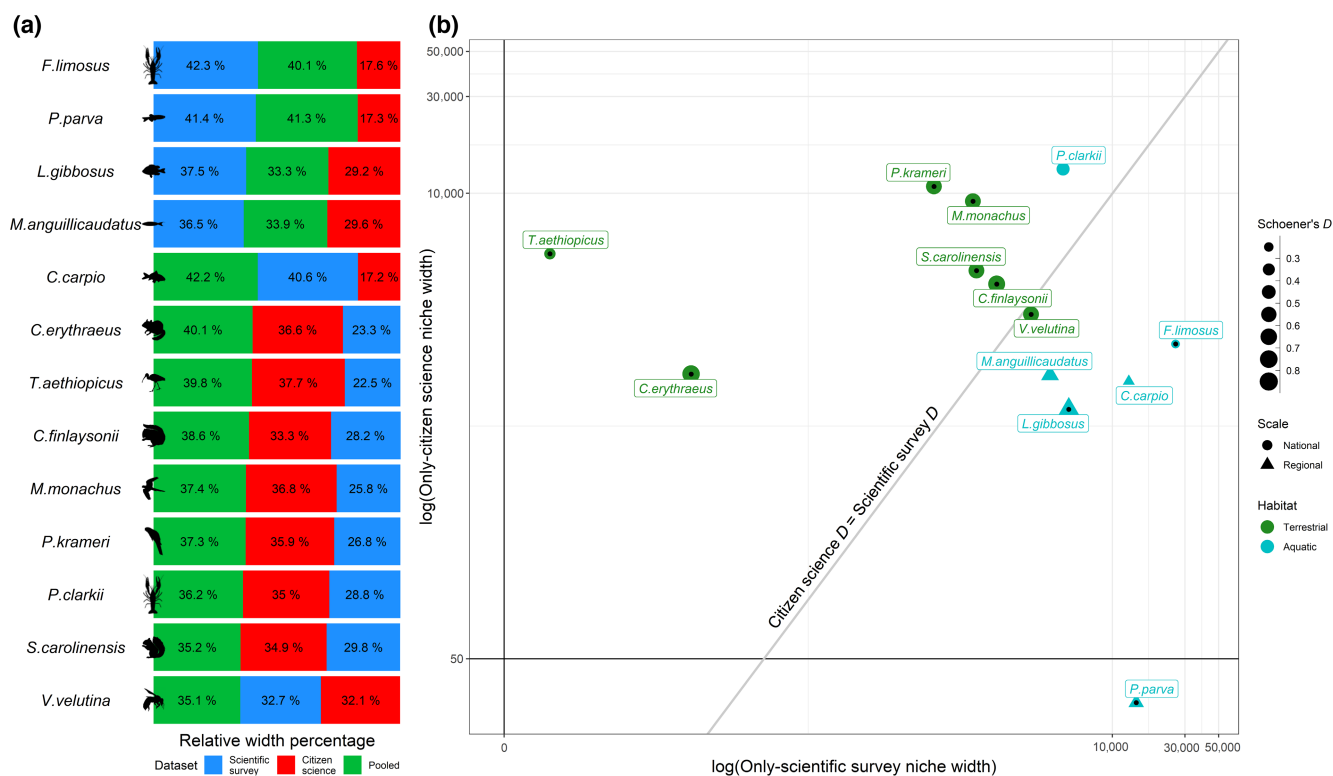 (a)
F.limosus
42.3 %
40.1 %
17.6 %
P.parva
41.4 %
41.3 %
17.3 %
L.gibbosus
37.5 %
33.3 %
29.2 %
M.anguillicaudatus
36.5 %
33.9 %
29.6 %
C.carpio
42.2 %
40.6 %
17.2 %
C.erythraeus
40.1 %
36.6 %
23.3 %
T.aethiopicus
39.8 %
37.7 %
22.5 %
C.finlaysonii
38.6 %
33.3 %
28.2 %
M.monachus
37.4 %
36.8 %
25.8 %
P.krameri
37.3 %
35.9 %
26.8 %
P.clarkii
36.2 %
35 %
28.8 %
S.carolinensis
35.2 %
34.9 %
29.8 %
V.velutina
35.1 %
32.7 %
32.1 %
Relative width percentage
Dataset
Scientific
survey
Citizen
science
Pooled
(b)
log(Only-citizen science niche width)
50,000
30,000
10,000
50
P.clarkii
P.krameri
M.monachus
T.aethiopicus
S.carolinensis
C.finlaysonii
V.velutina
F.limosus
M.anguillicaudatus
C.carpio
C.erythraeus
L.gibbosus
Citizen science D = Scientific survey D
P.parva
0
10,000
30,000
50,000
log(Only-scientific survey niche width)
Schoener's D
0.3
0.4
0.5
0.6
0.7
0.8
Scale
National
Regional
Habitat
Terrestrial
Aquatic